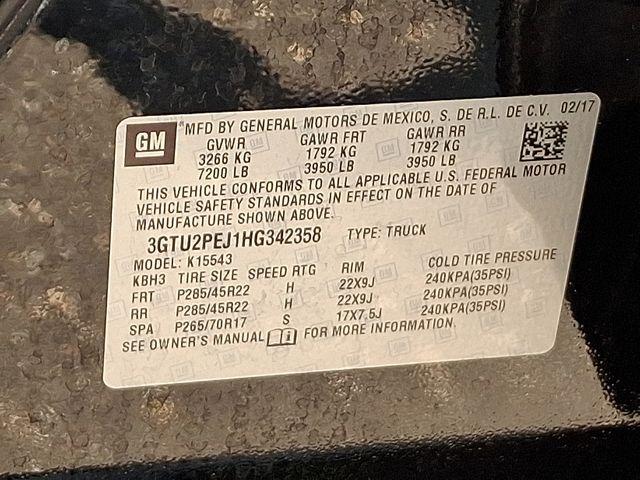 GM MFD BY GENERAL MOTORS DE MEXICO, S. DE R.L. DE C.V. 02/17
GVWR GAWR FRT GAWR RR
3266 KG 1792 KG 1792 KG
7200 LB 3950 LB 3950 LB
THIS VEHICLE CONFORMS TO ALL APPLICABLE U.S. FEDERAL MOTOR
VEHICLE SAFETY STANDARDS IN EFFECT ON THE DATE OF
MANUFACTURE SHOWN ABOVE.
3GTU2PEJ1HG342358 TYPE: TRUCK
MODEL: K15543
KBH3 TIRE SIZE SPEED RTG RIM COLD TIRE PRESSURE
FRT P285/45R22 H 22X9J 240KPA(35PSI)
RR P285/45R22 H 22X9J 240KPA(35PSI)
SPA P265/70R17 S 17X7.5J 240KPA(35PSI)
SEE OWNER'S MANUAL FOR MORE INFORMATION.